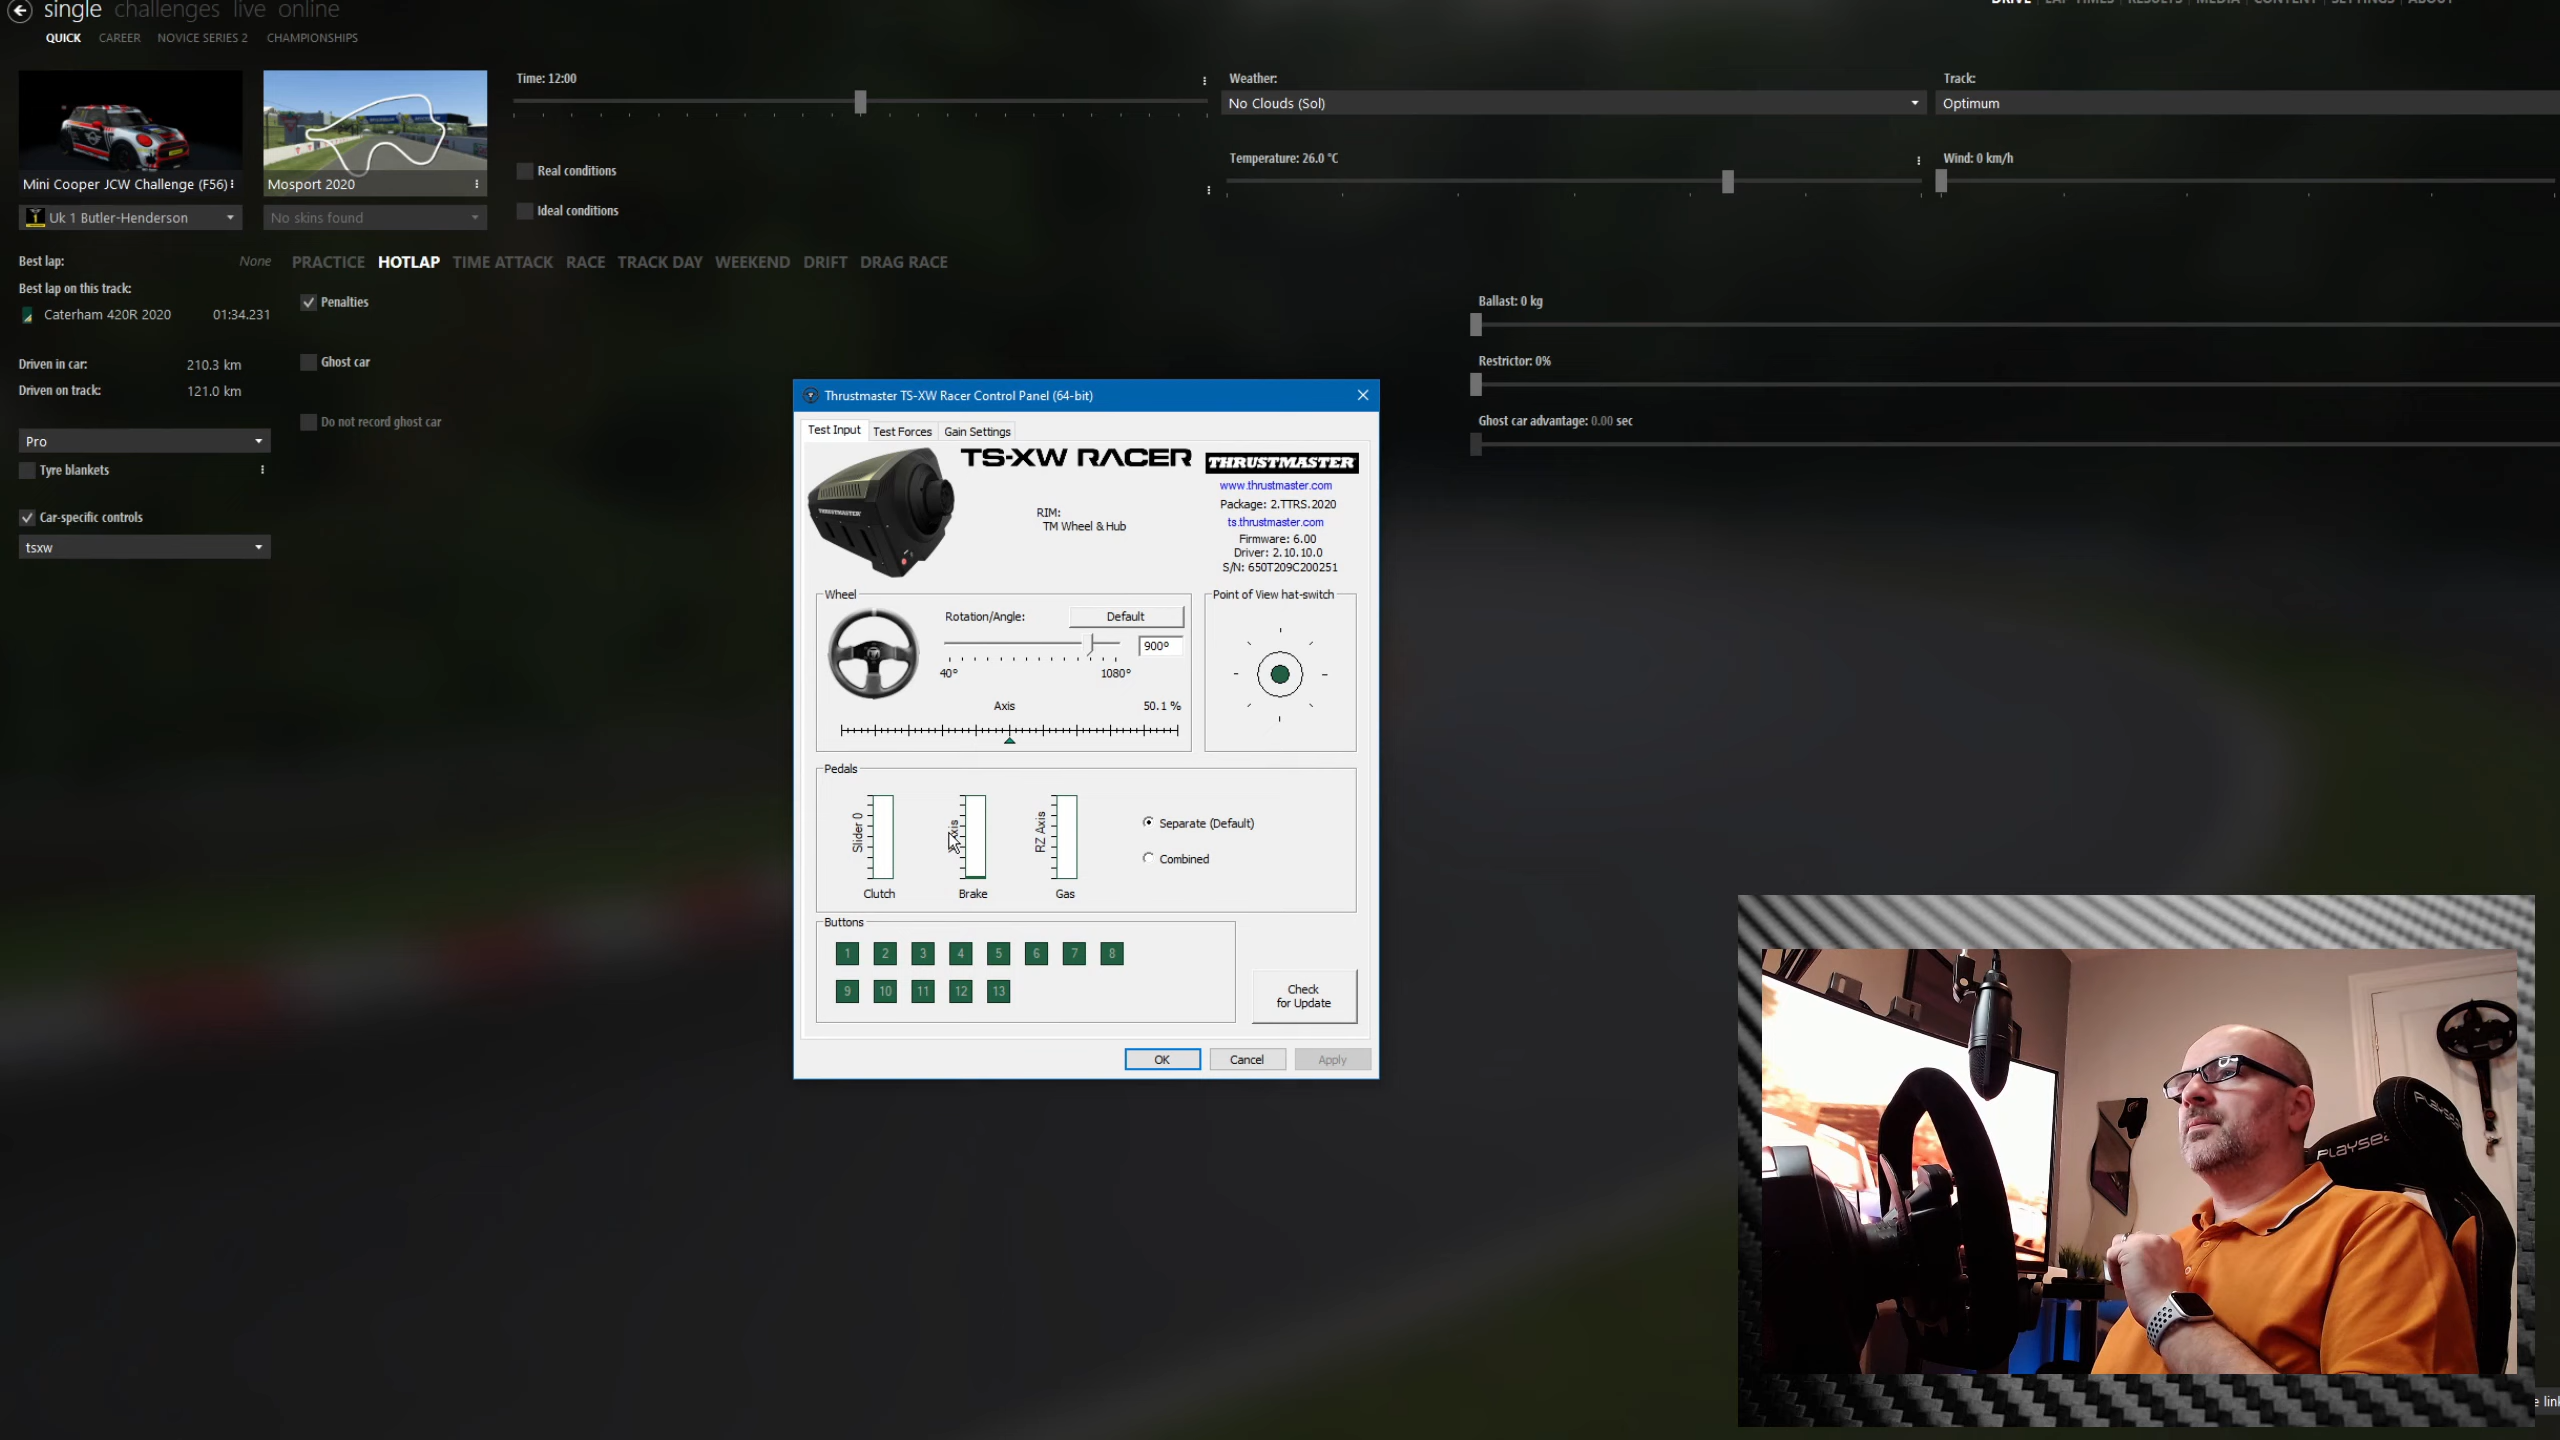 single challenges live online
DRIVE LAP TIMES RESULTS MEDIA CONTENT SETTINGS ABOUT
QUICK CAREER NOVICE SERIES 2 CHAMPIONSHIPS
Mini Cooper JCW Challenge (F56)
Mosport 2020
Uk 1 Butler-Henderson
No skins found
Time: 12:00
Real conditions
Ideal conditions
Weather:
No Clouds (Sol)
Track:
Optimum
Temperature: 26.0 °C
Wind: 0 km/h
Best lap: None
Best lap on this track:
Caterham 420R 2020 01:34.231
Driven in car: 210.3 km
Driven on track: 121.0 km
Pro
Tyre blankets
Car-specific controls
tsxw
PRACTICE HOTLAP TIME ATTACK RACE TRACK DAY WEEKEND DRIFT DRAG RACE
Penalties
Ghost car
Do not record ghost car
Ballast: 0 kg
Restrictor: 0%
Ghost car advantage: 0.00 sec
Thrustmaster TS-XW Racer Control Panel (64-bit)
Test Input Test Forces Gain Settings
TS-XW RACER THRUSTMASTER
www.thrustmaster.com
Package: 2.TTRS.2020
ts.thrustmaster.com
Firmware: 6.00
Driver: 2.10.10.0
S/N: 650T209C200251
RIM:
TM Wheel & Hub
THRUSTMASTER
Wheel
Rotation/Angle: Default
900°
40° 1080°
Axis 50.1 %
Point of View hat-switch
Pedals
Slider 0
RZ Axis
Clutch Brake Gas
Separate (Default)
Combined
Buttons
1 2 3 4 5 6 7 8
9 10 11 12 13
Check
for Update
OK Cancel Apply
PLAYSEA